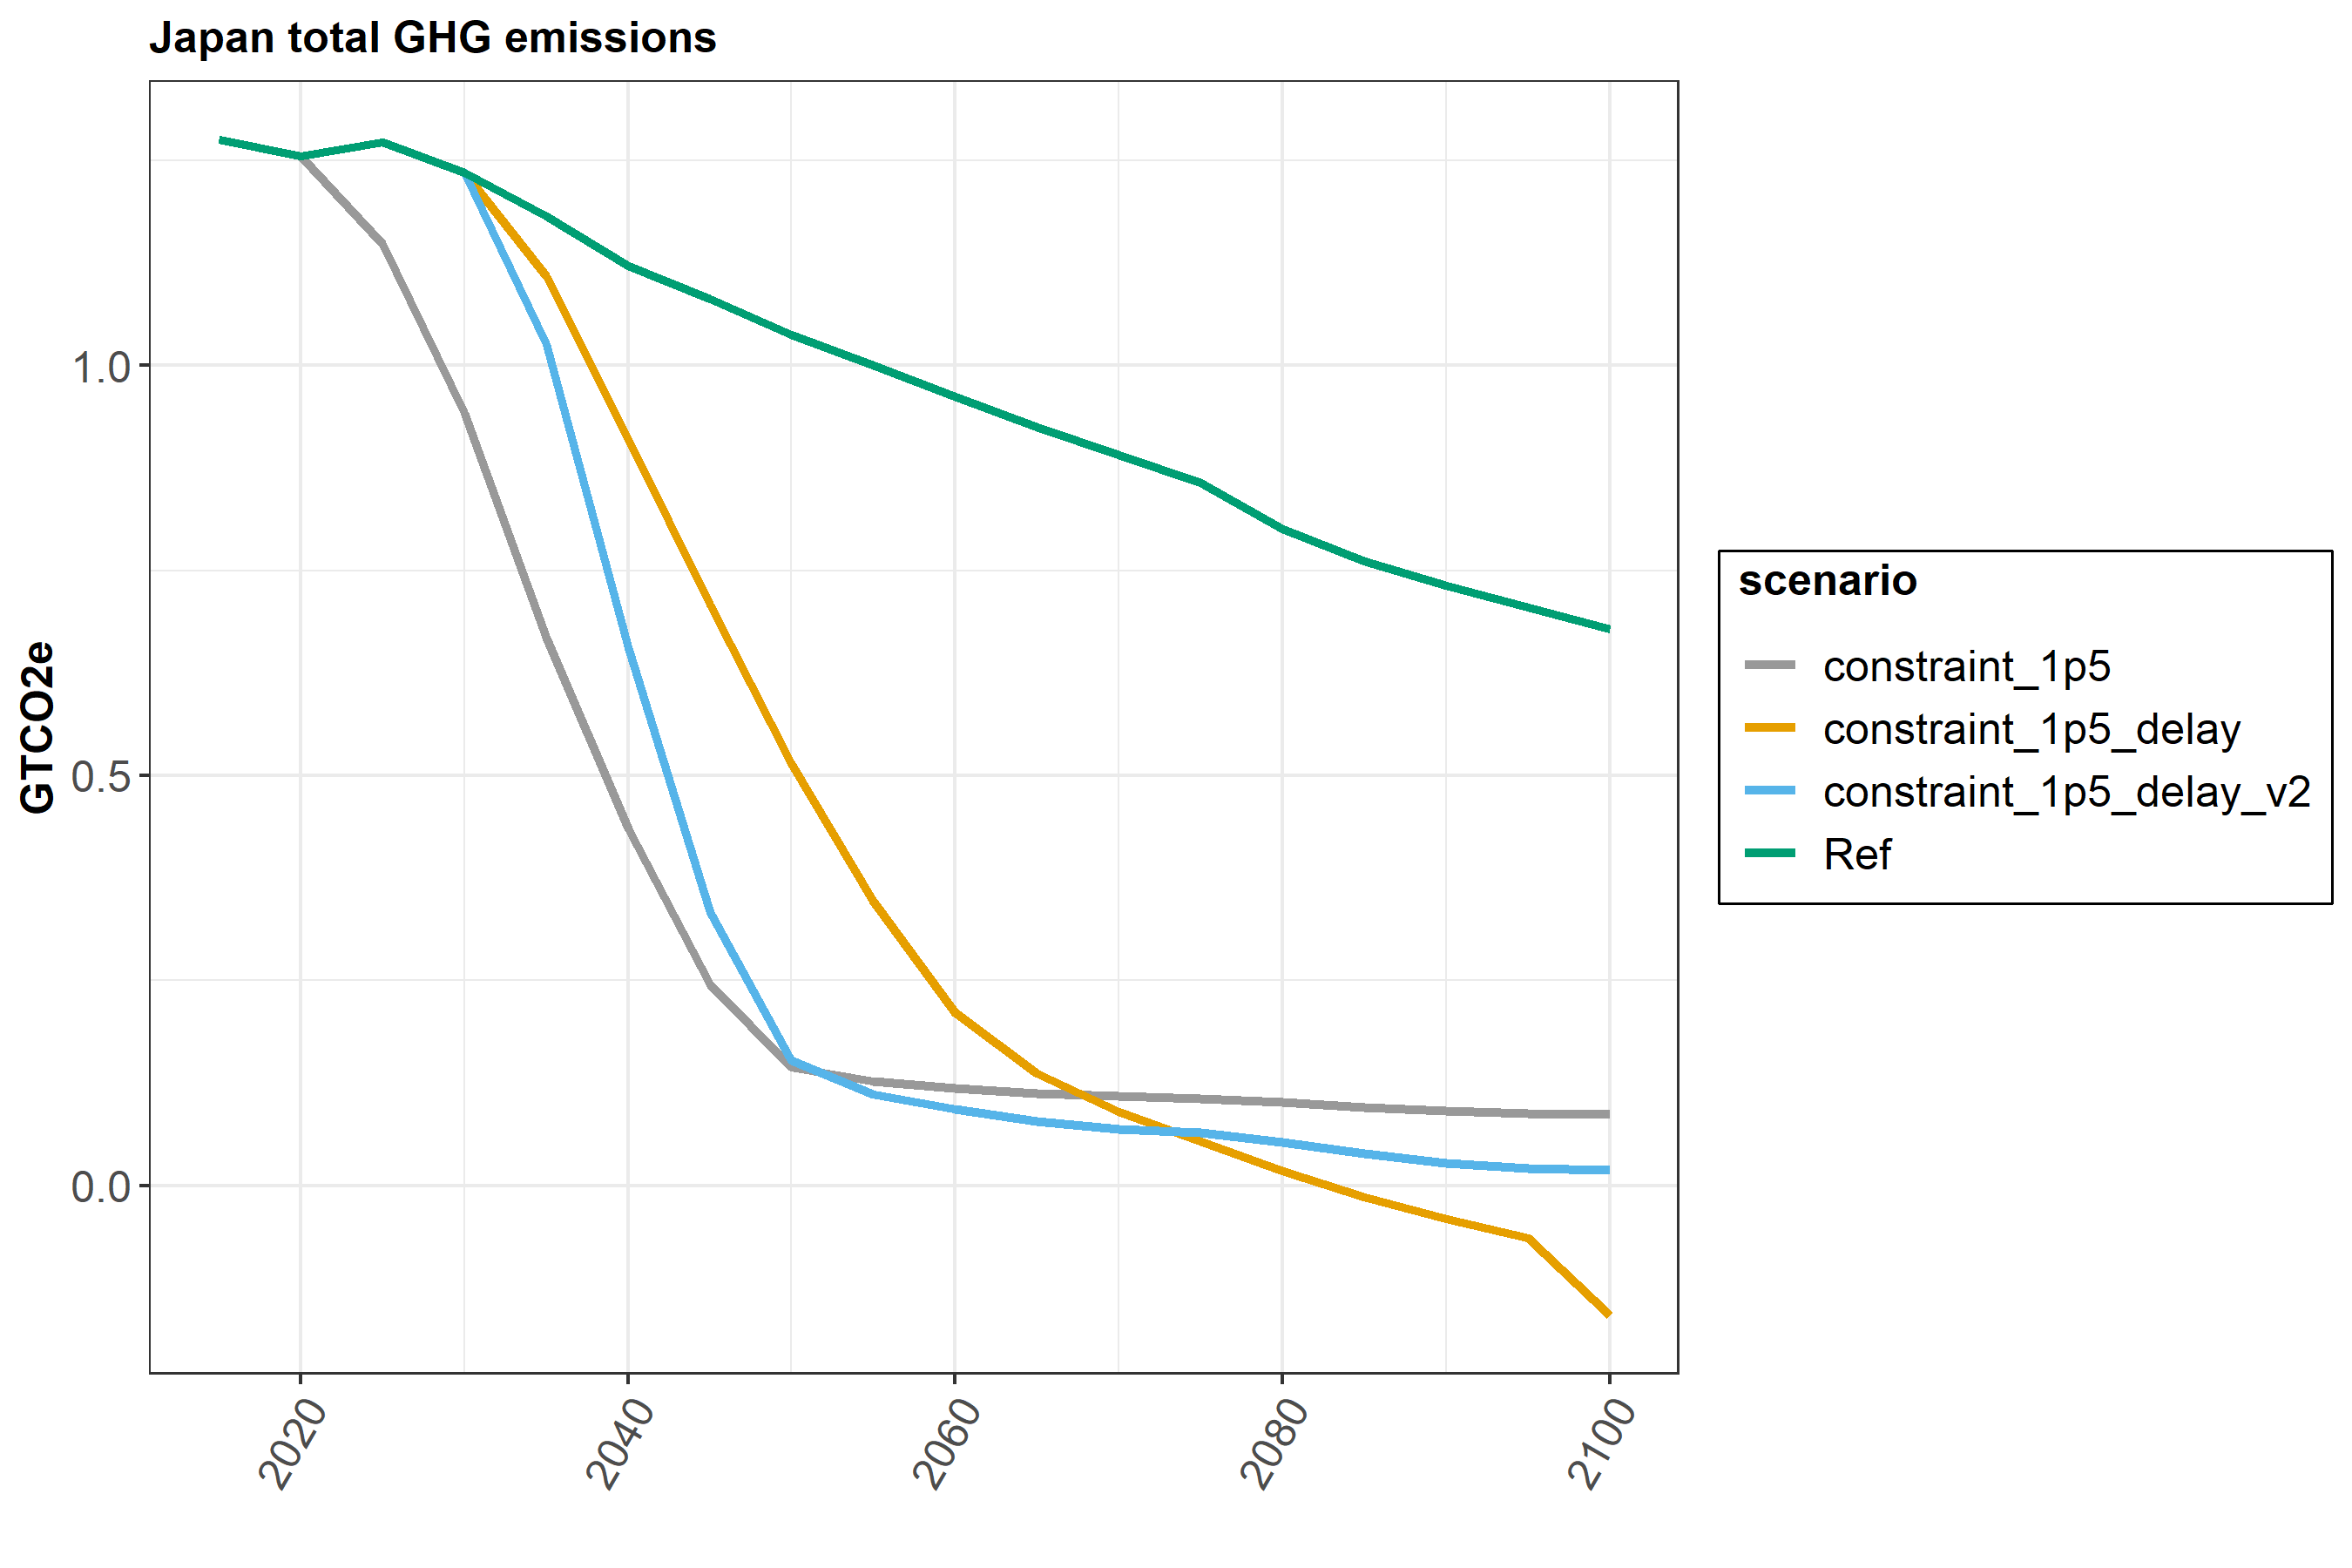 Japan total GHG emissions
GTCO2e
1.0
0.5
0.0
2020
2040
2060
2080
2100
scenario
constraint_1p5
constraint_1p5_delay
constraint_1p5_delay_v2
Ref